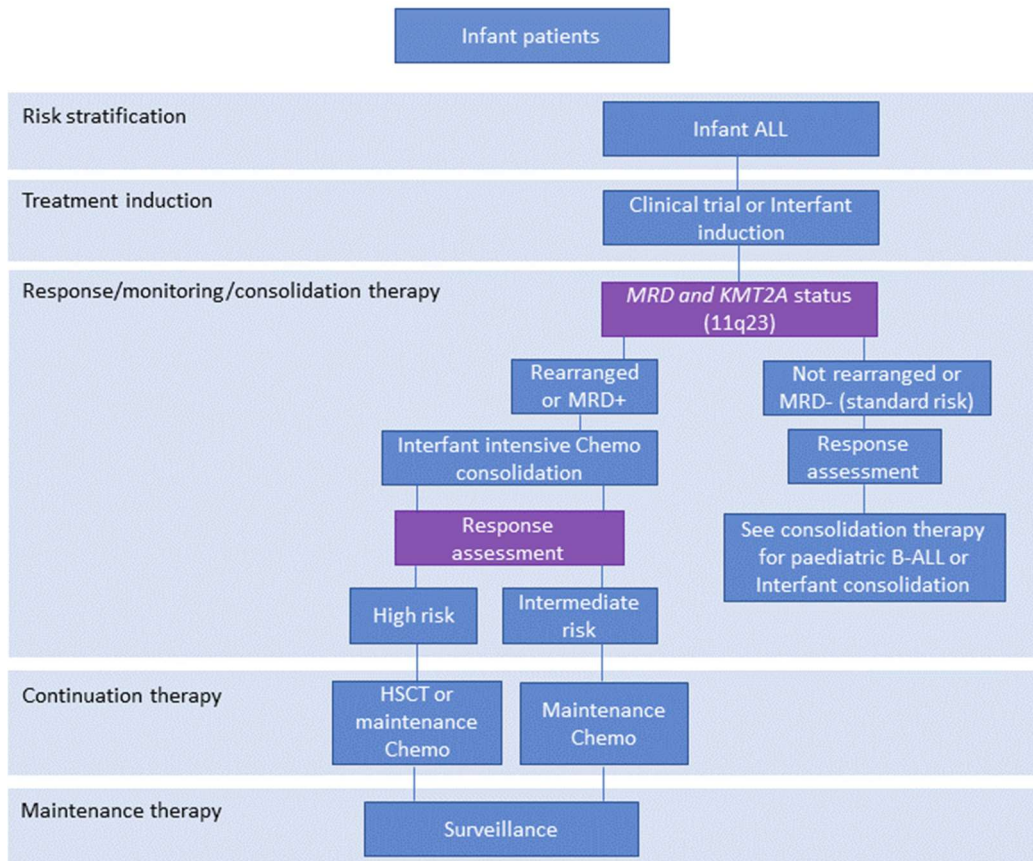 Infant patients
Risk stratification
Infant ALL
Treatment induction
Clinical trial or Interfant
induction
Response/monitoring/consolidation therapy
MRD and KMT2A status
(11q23)
Rearranged
or MRD+
Not rearranged or
MRD- (standard risk)
Interfant intensive Chemo
consolidation
Response
assessment
Response
assessment
See consolidation therapy
for paediatric B-ALL or
Interfant consolidation
High risk
Intermediate
risk
Continuation therapy
HSCT or
maintenance
Chemo
Maintenance
Chemo
Maintenance therapy
Surveillance